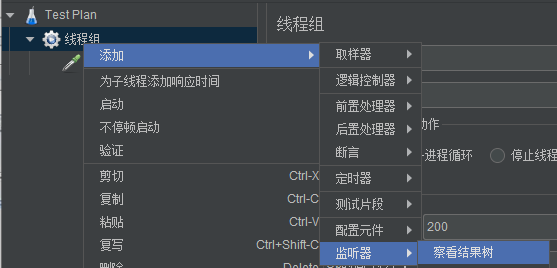 Test Plan
线程组
线程组
添加
为子线程添加响应时间
启动
不停顿启动
验证
剪切 Ctrl-X
复制 Ctrl-C
粘贴 Ctrl-V
复写 Ctrl+Shift-C
删除 Delete
取样器
逻辑控制器
前置处理器
后置处理器
断言
定时器
测试片段
配置元件
监听器
察看结果树
动作
进程循环
停止线程
200